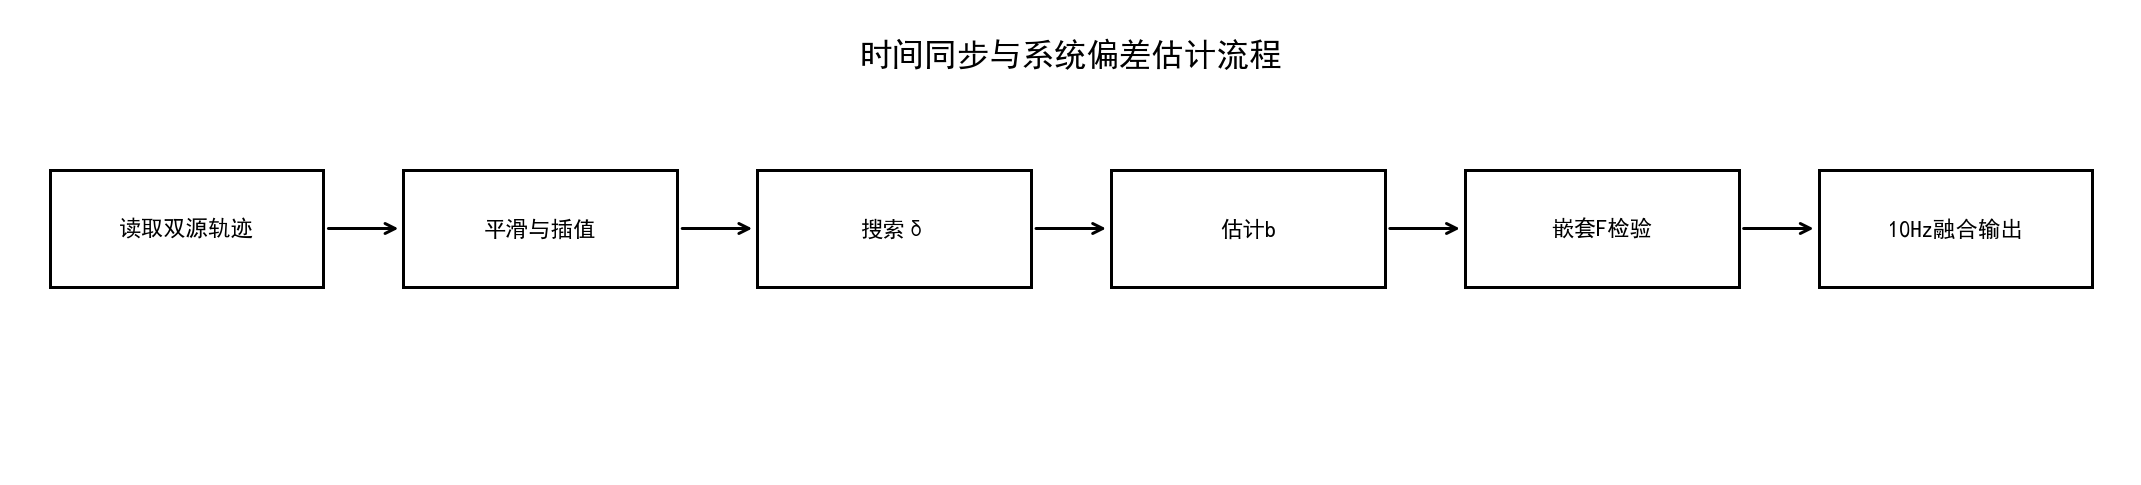 时间同步与系统偏差估计流程
读取双源轨迹
平滑与插值
搜索δ
估计b
嵌套F检验
10Hz融合输出